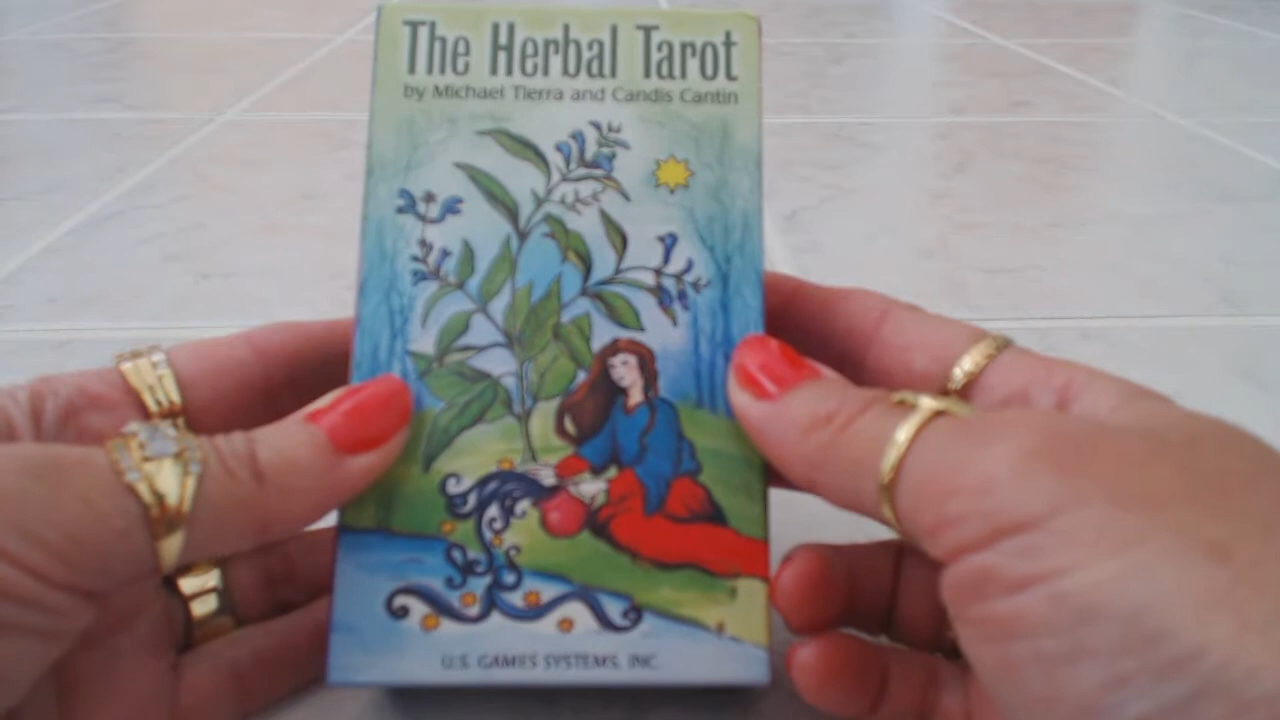 The Herbal Tarot
by Michael Tierra and Candis Cantin
U.S. GAMES SYSTEMS, INC.